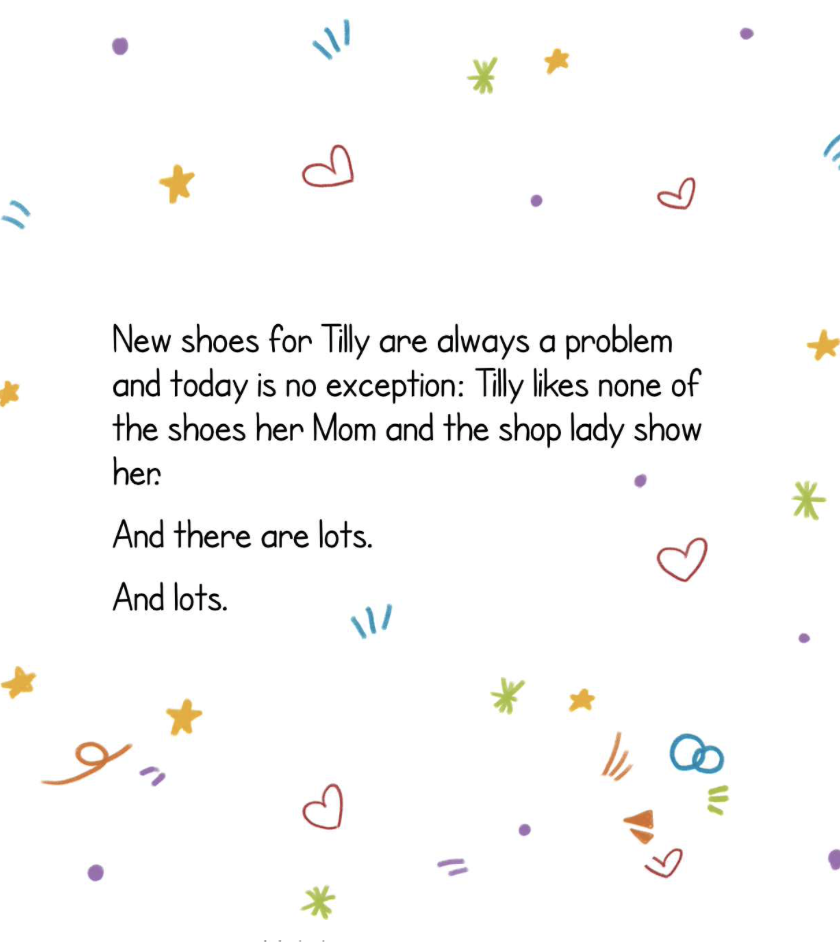 New shoes for Tilly are always a problem
and today is no exception: Tilly likes none of
the shoes her Mom and the shop lady show
her.
And there are lots.
And lots.